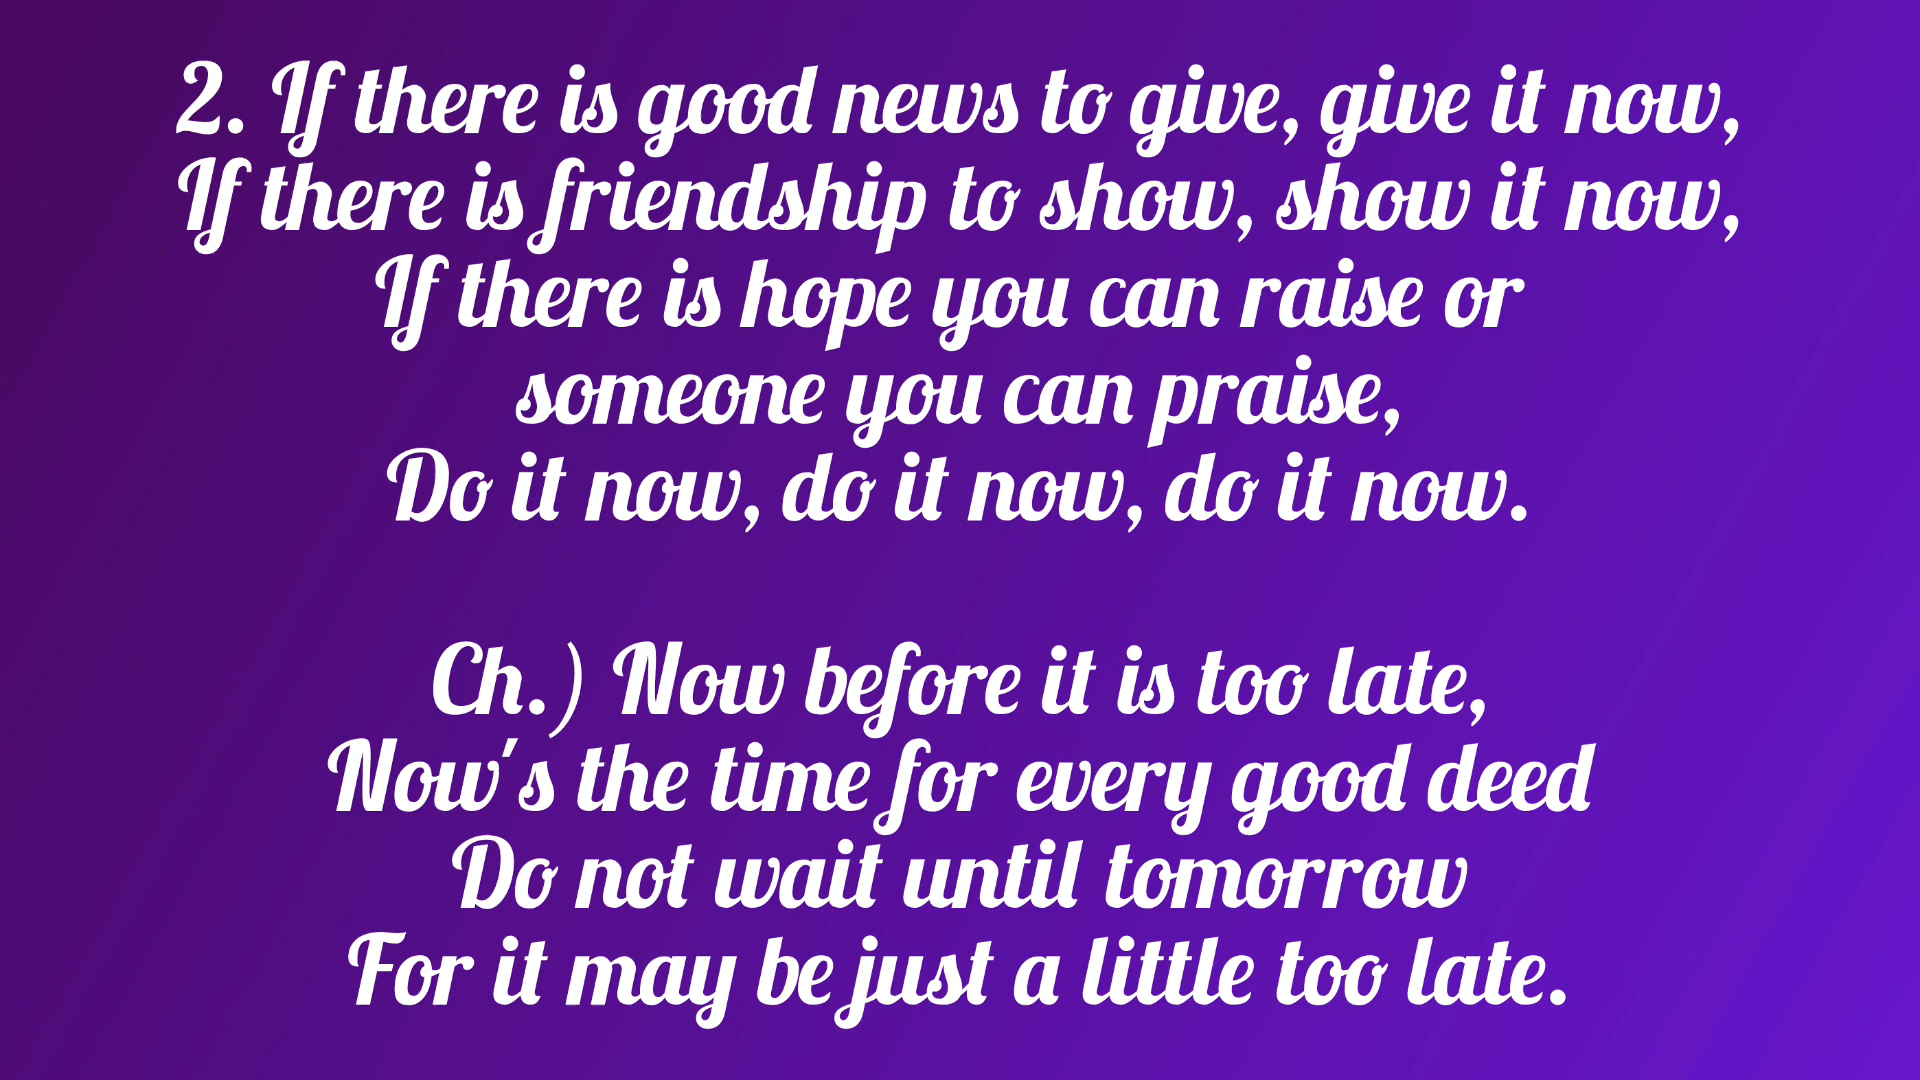 2. If there is good news to give, give it now,
If there is friendship to show, show it now,
If there is hope you can raise or
someone you can praise,
Do it now, do it now, do it now.
Ch.) Now before it is too late,
Now's the time for every good deed
Do not wait until tomorrow
For it may be just a little too late.